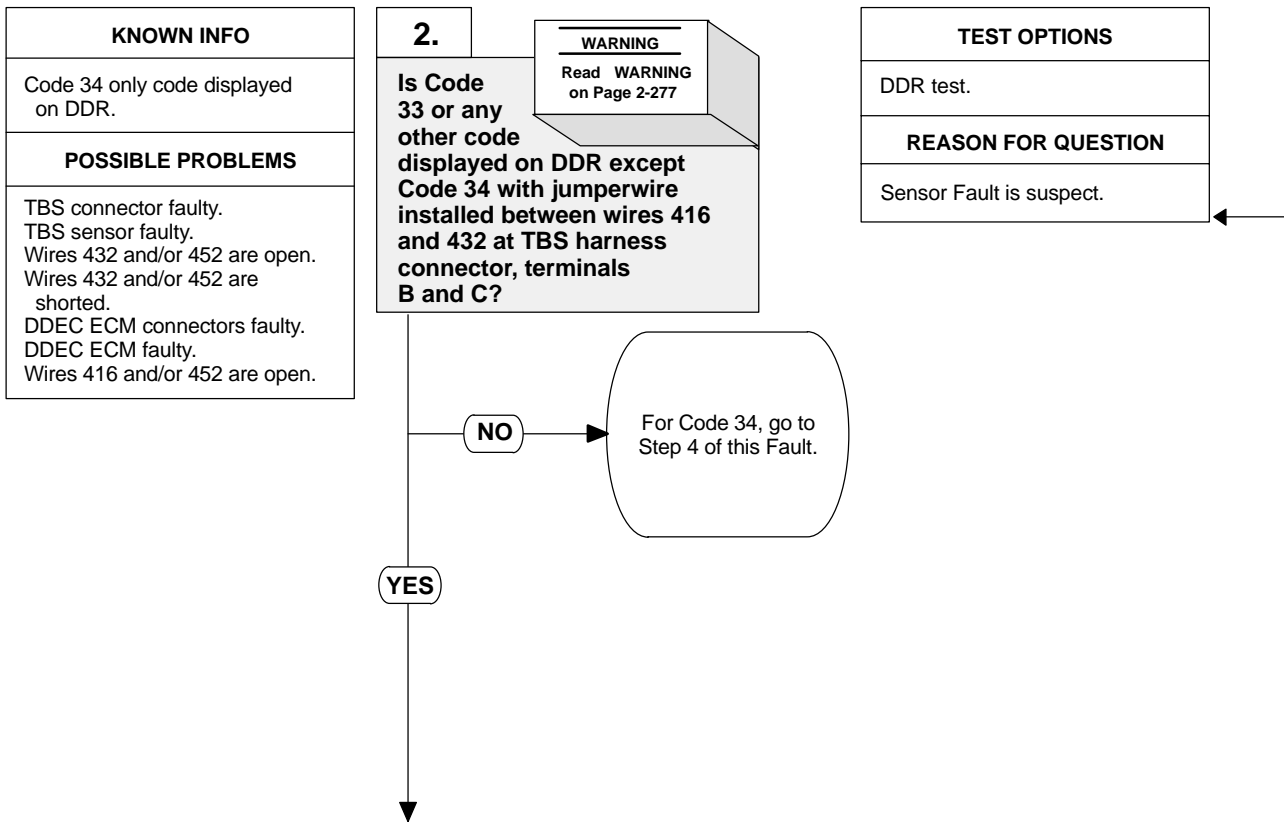 KNOWN INFO
Code 34 only code displayed
on DDR.
POSSIBLE PROBLEMS
TBS connector faulty.
TBS sensor faulty.
Wires 432 and/or 452 are open.
Wires 432 and/or 452 are
shorted.
DDEC ECM connectors faulty.
DDEC ECM faulty.
Wires 416 and/or 452 are open.
2.
WARNING
Read WARNING
on Page 2-277
Is Code
33 or any
other code
displayed on DDR except
Code 34 with jumperwire
installed between wires 416
and 432 at TBS harness
connector, terminals
B and C?
TEST OPTIONS
DDR test.
REASON FOR QUESTION
Sensor Fault is suspect.
NO
For Code 34, go to
Step 4 of this Fault.
YES